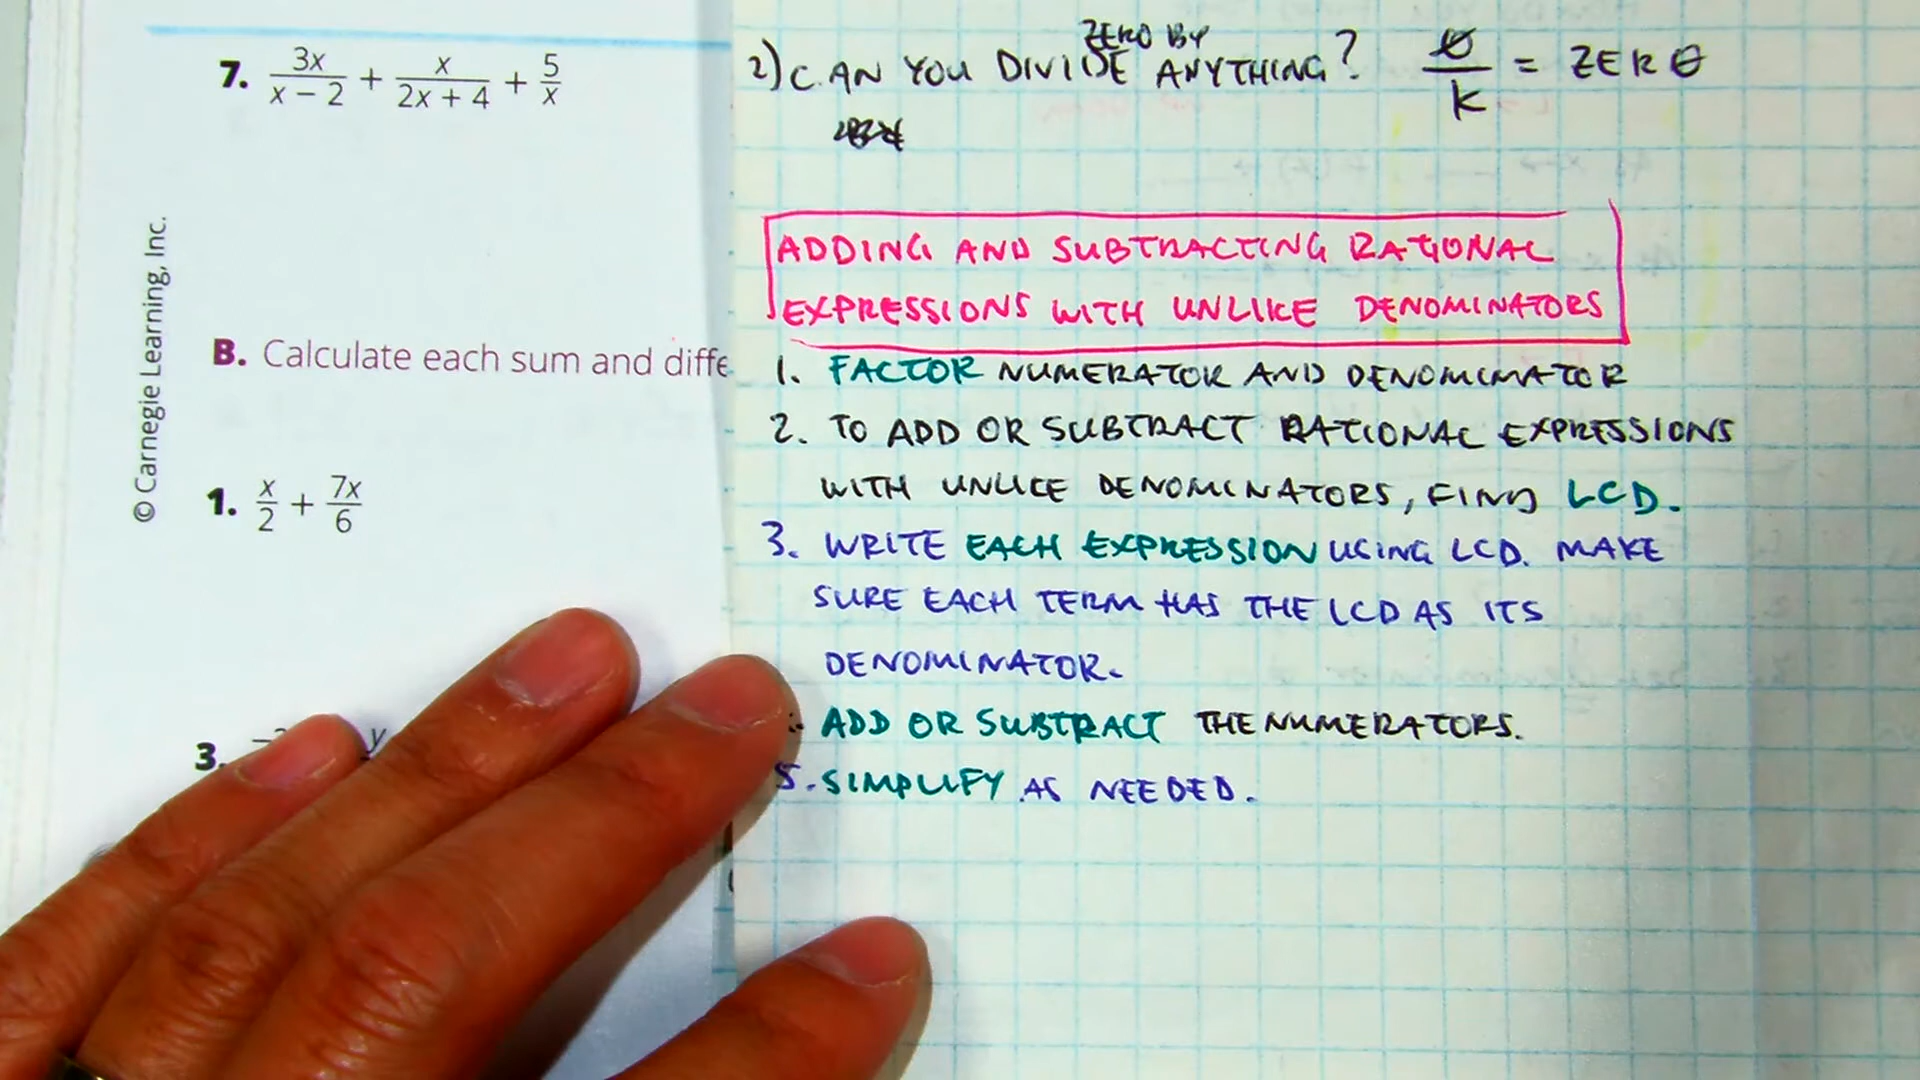 7. 3x/(x − 2) + x/(2x + 4) + 5/x
© Carnegie Learning, Inc.
B. Calculate each sum and diffe
1. x/2 + 7x/6
3.
y
ZERO BY
2) CAN YOU DIVIDE ANYTHING? 0/K = ZERO
ADDING AND SUBTRACTING RATIONAL
EXPRESSIONS WITH UNLIKE DENOMINATORS
1. FACTOR NUMERATOR AND DENOMINATOR
2. TO ADD OR SUBTRACT RATIONAL EXPRESSIONS
WITH UNLIKE DENOMINATORS, FIND LCD.
3. WRITE EACH EXPRESSION USING LCD. MAKE
SURE EACH TERM HAS THE LCD AS ITS
DENOMINATOR.
ADD OR SUBTRACT THE NUMERATORS.
5. SIMPLIFY AS NEEDED.